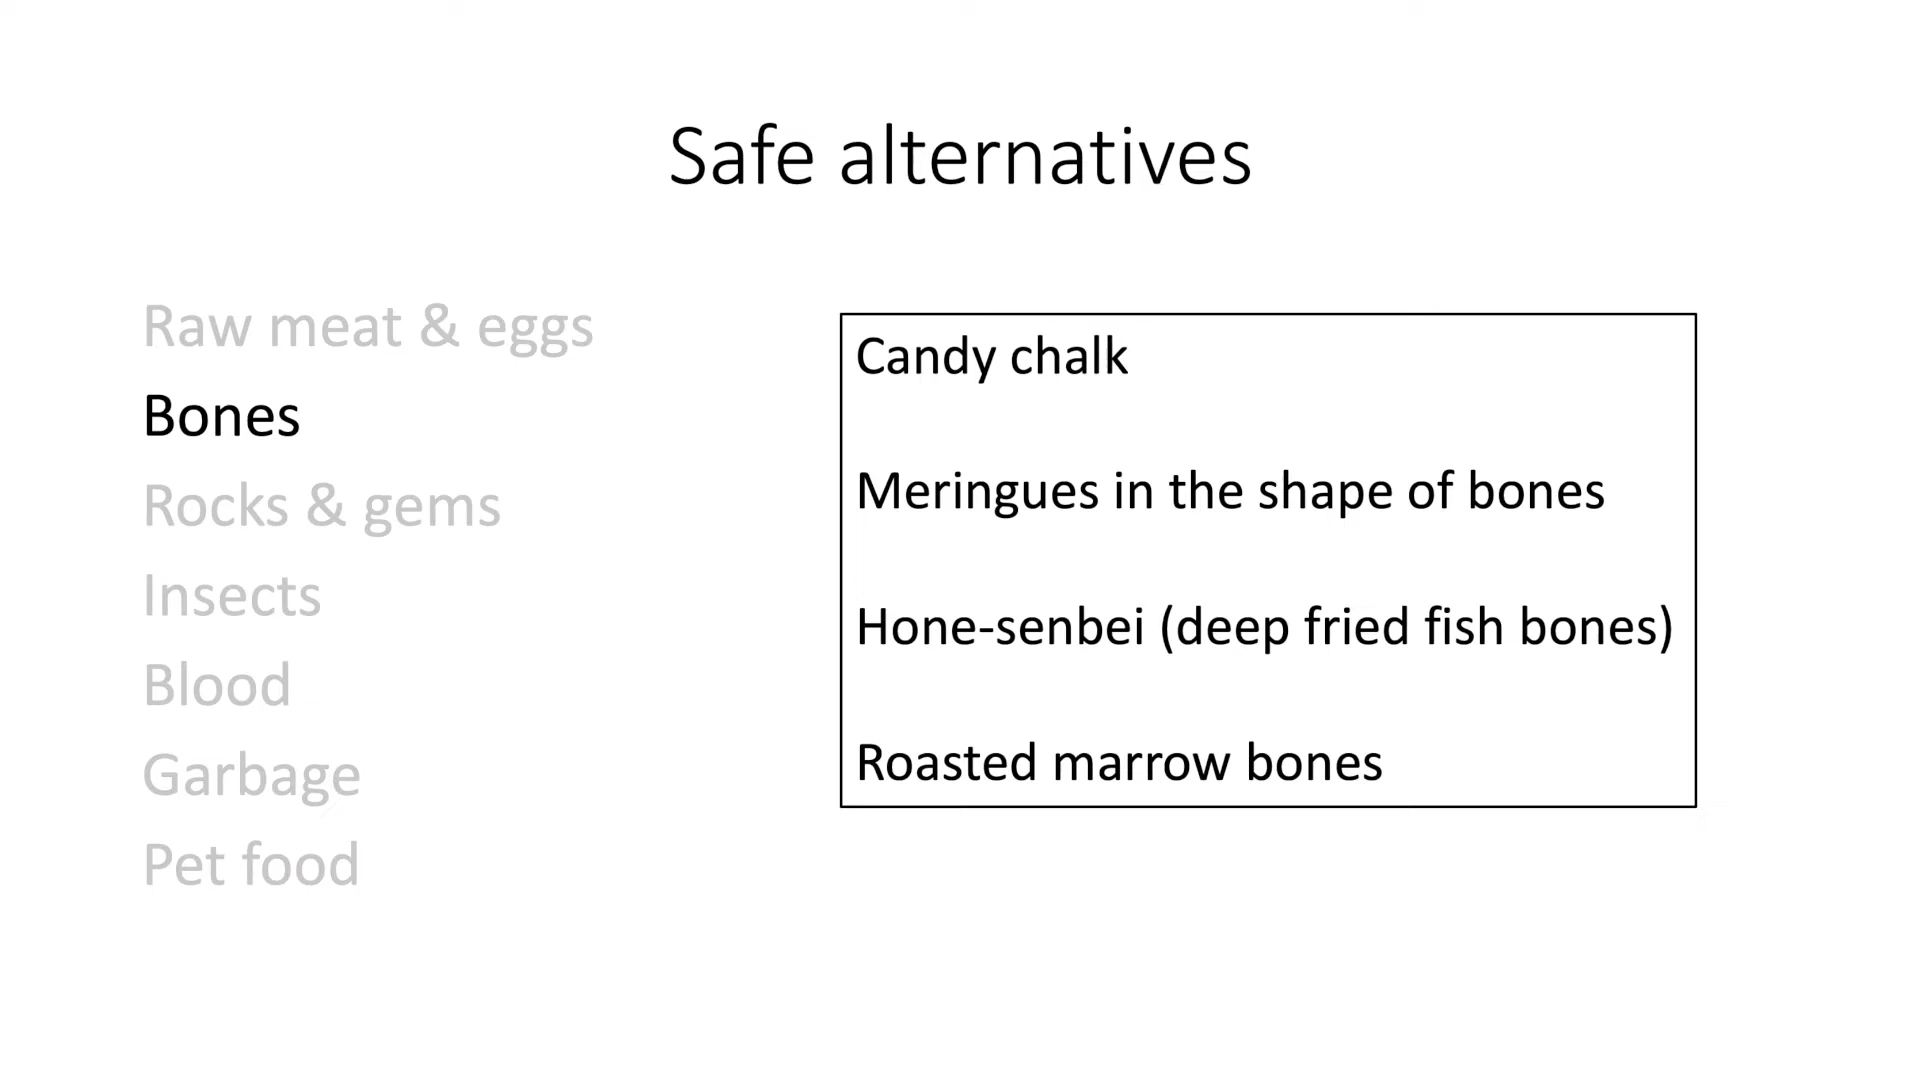 Safe alternatives
Raw meat & eggs
Bones
Rocks & gems
Insects
Blood
Garbage
Pet food
Candy chalk
Meringues in the shape of bones
Hone-senbei (deep fried fish bones)
Roasted marrow bones